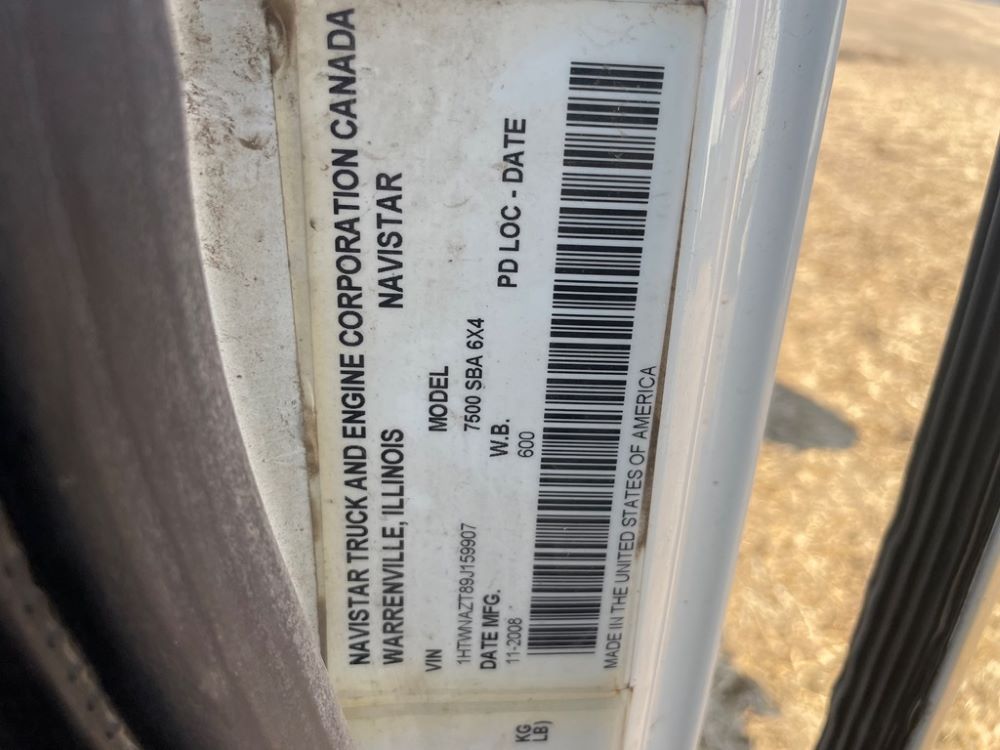 NAVISTAR TRUCK AND ENGINE CORPORATION CANADA
WARRENVILLE, ILLINOIS NAVISTAR
VIN MODEL
1HTWNAZT89J159907 7500 SBA 6X4
DATE MFG. W.B. PD LOC - DATE
11-2008 600
MADE IN THE UNITED STATES OF AMERICA
KG
LB)